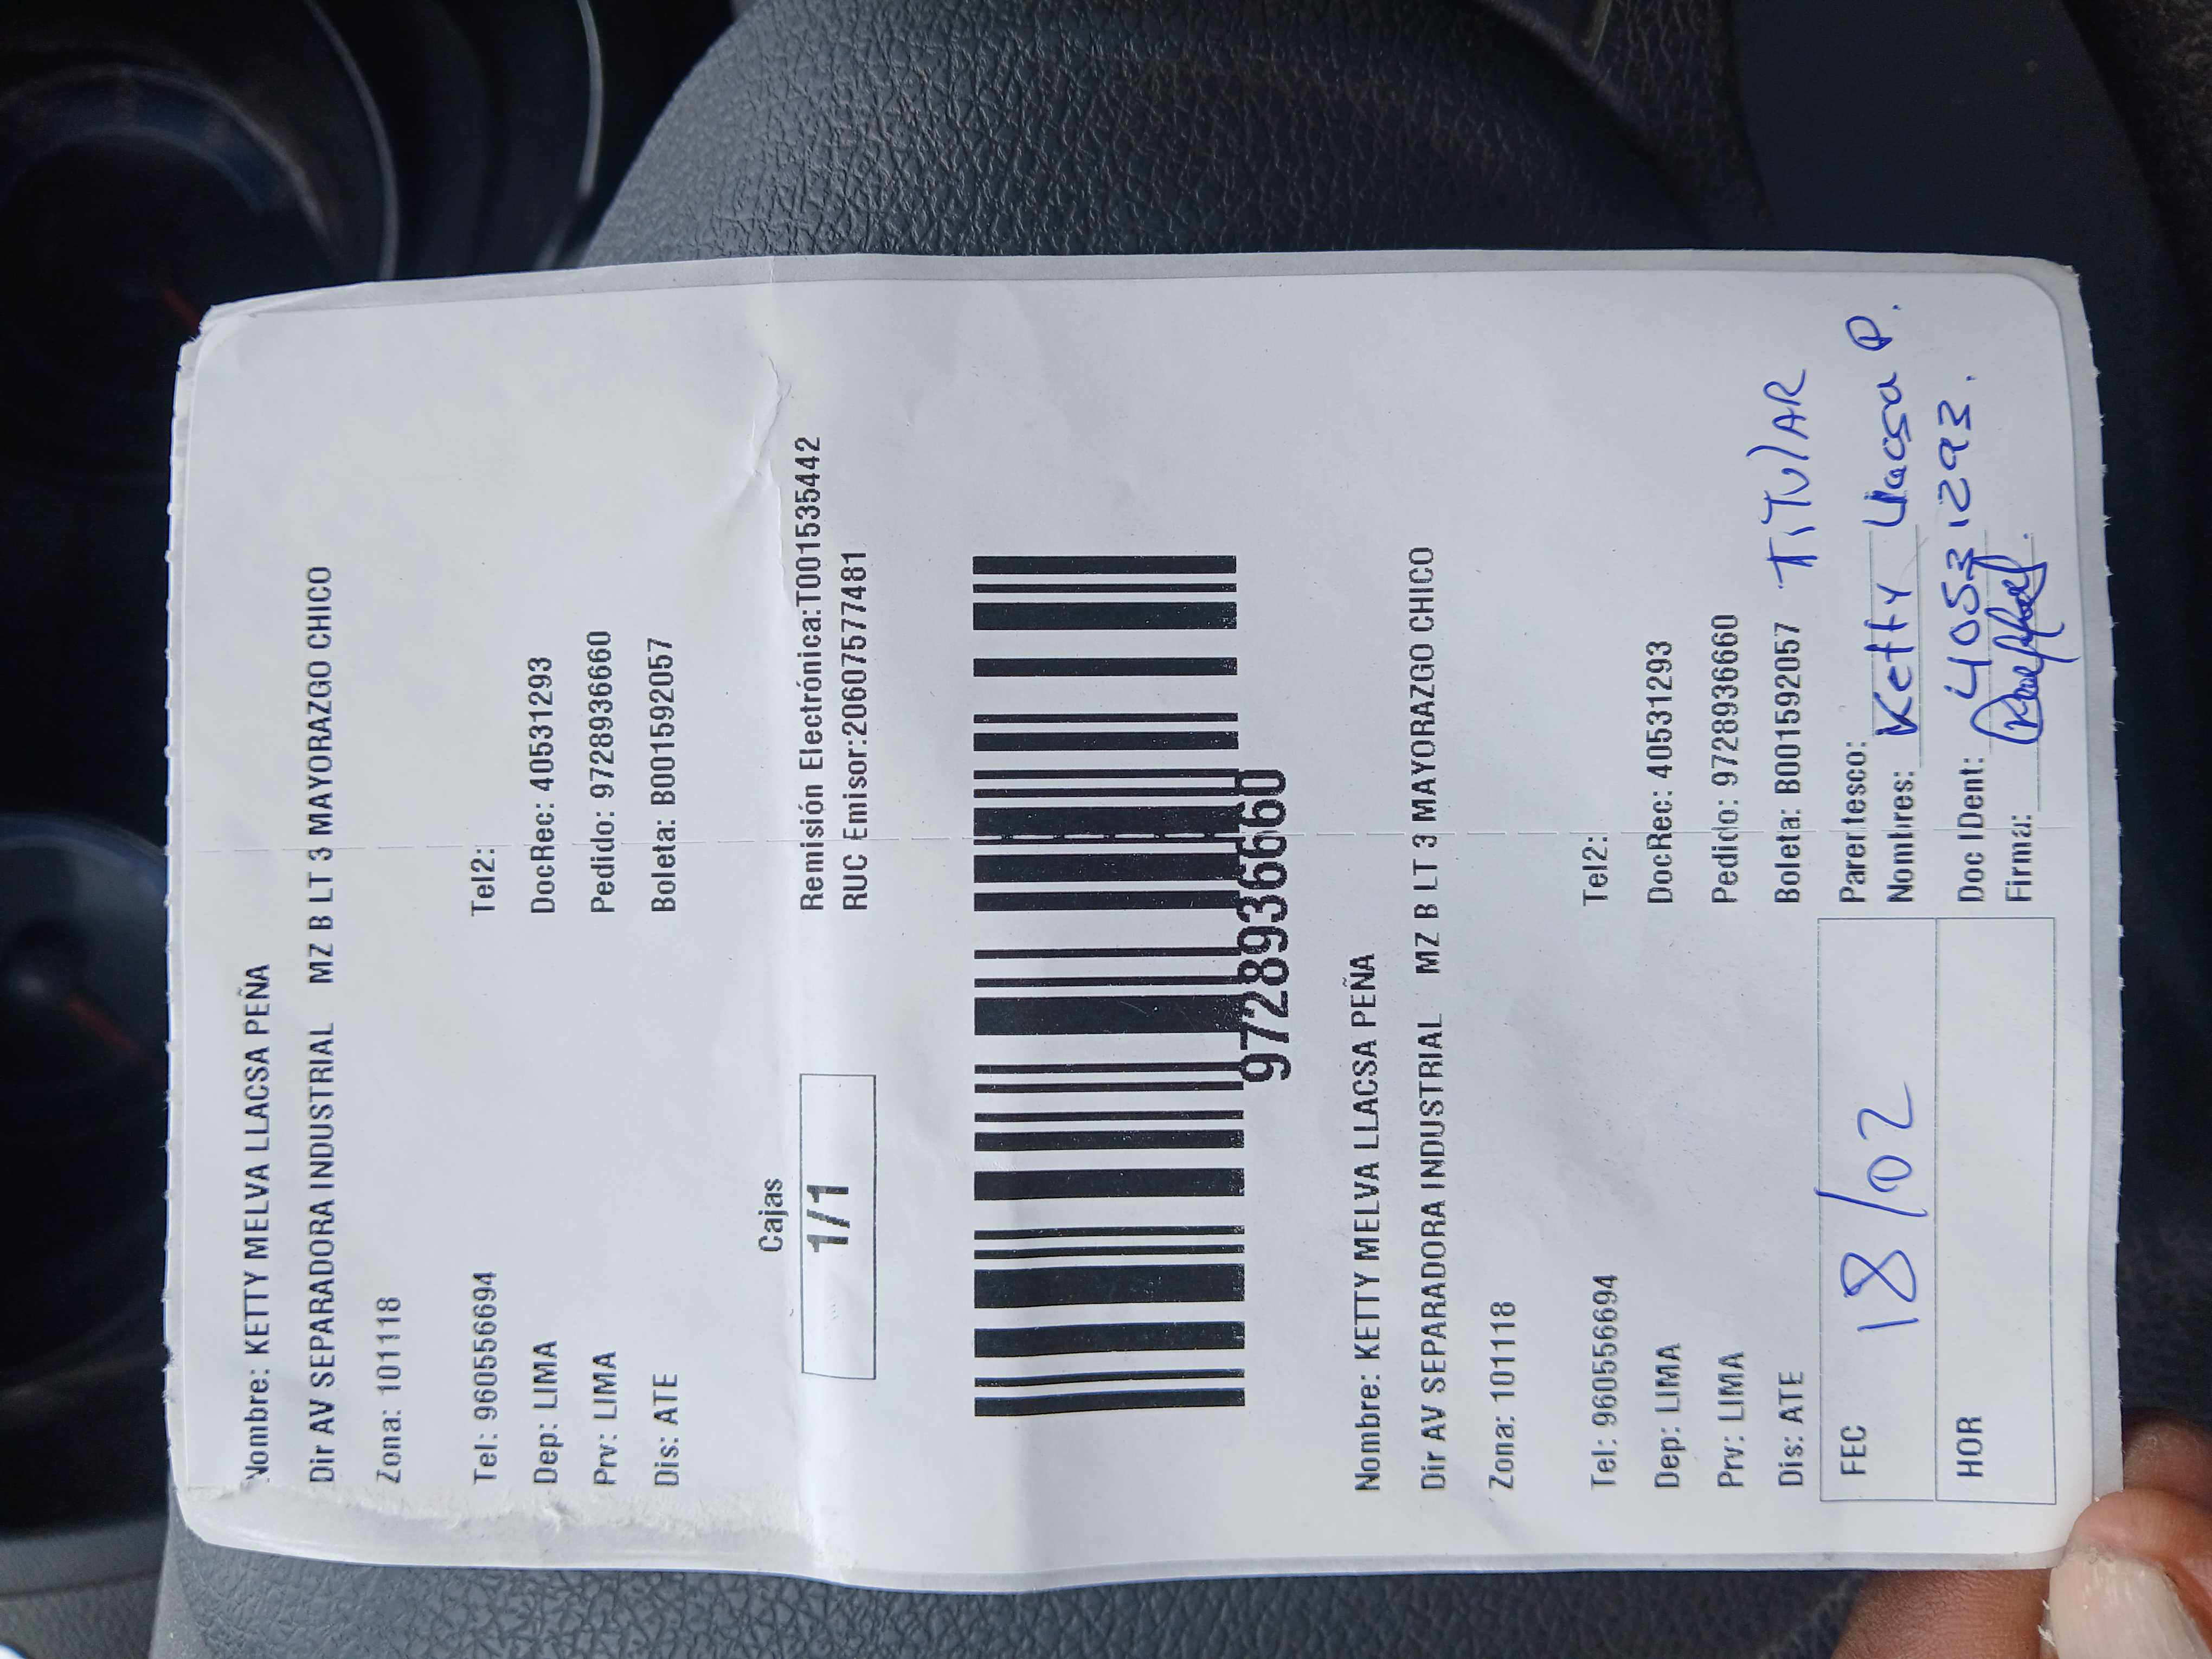 Nombre: KETTY MELVA LLACSA PEÑA
Dir AV SEPARADORA INDUSTRIAL MZ B LT 3 MAYORAZGO CHICO
Zona: 101118
Tel: 960556694 Tel2:
Dep: LIMA DocRec: 40531293
Prv: LIMA Pedido: 9728936660
Dis: ATE Boleta: B001592057
Cajas
1/1
Remisión Electrónica:T001535442
RUC Emisor:20607577481
9728936660
Nombre: KETTY MELVA LLACSA PEÑA
Dir AV SEPARADORA INDUSTRIAL MZ B LT 3 MAYORAZGO CHICO
Zona: 101118
Tel: 960556694 Tel2:
Dep: LIMA DocRec: 40531293
Prv: LIMA Pedido: 9728936660
Dis: ATE Boleta: B001592057
FEC 18/02 Parentesco: TITULAR
Nombres: Ketty Llacsa P.
HOR Doc IDent: 40531293.
Firma: